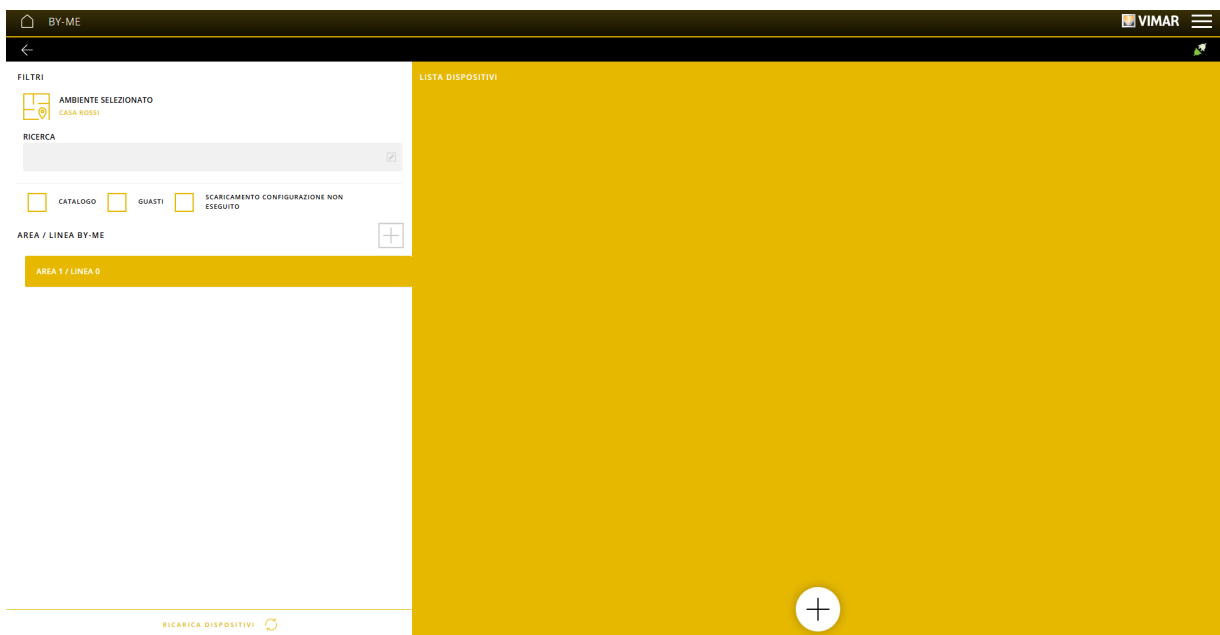 BY-ME
VIMAR
FILTRI
AMBIENTE SELEZIONATO
CASA ROSSI
RICERCA
CATALOGO
GUASTI
SCARICAMENTO CONFIGURAZIONE NON
ESEGUITO
AREA / LINEA BY-ME
AREA 1 / LINEA 0
RICARICA DISPOSITIVI
LISTA DISPOSITIVI